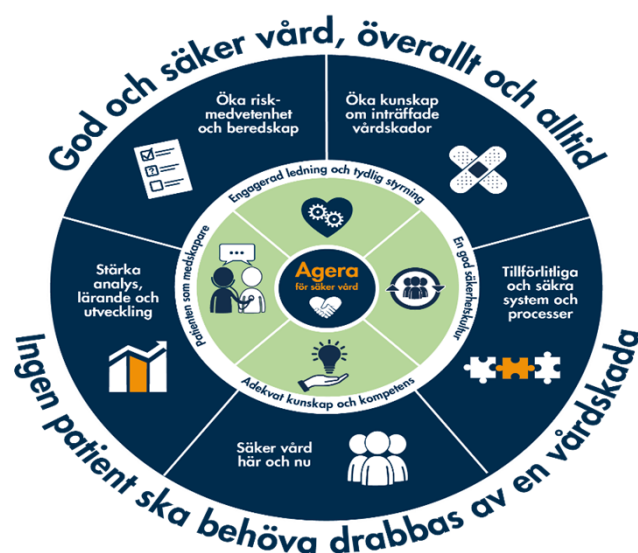 God och säker vård, överallt och alltid
Öka risk-
medvetenhet
och beredskap
Öka kunskap
om inträffade
vårdskador
Engagerad ledning och tydlig styrning
Patienten som medskapare
En god säkerhetskultur
Agera
för säker vård
Stärka
analys,
lärande och
utveckling
Tillförlitliga
och säkra
system och
processer
Adekvat kunskap och kompetens
Säker vård
här och nu
Ingen patient ska behöva drabbas av en vårdskada